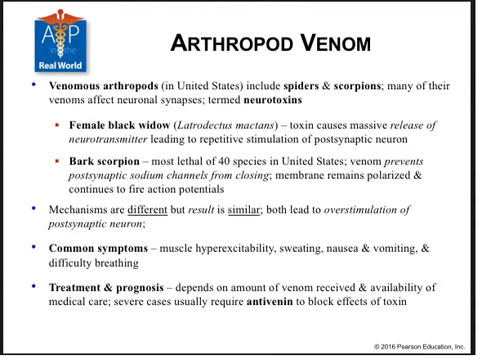 A&P
in the
Real World
ARTHROPOD VENOM
• Venomous arthropods (in United States) include spiders & scorpions; many of their
venoms affect neuronal synapses; termed neurotoxins
▪ Female black widow (Latrodectus mactans) – toxin causes massive release of
neurotransmitter leading to repetitive stimulation of postsynaptic neuron
▪ Bark scorpion – most lethal of 40 species in United States; venom prevents
postsynaptic sodium channels from closing; membrane remains polarized &
continues to fire action potentials
• Mechanisms are different but result is similar; both lead to overstimulation of
postsynaptic neuron;
• Common symptoms – muscle hyperexcitability, sweating, nausea & vomiting, &
difficulty breathing
• Treatment & prognosis – depends on amount of venom received & availability of
medical care; severe cases usually require antivenin to block effects of toxin
© 2016 Pearson Education, Inc.